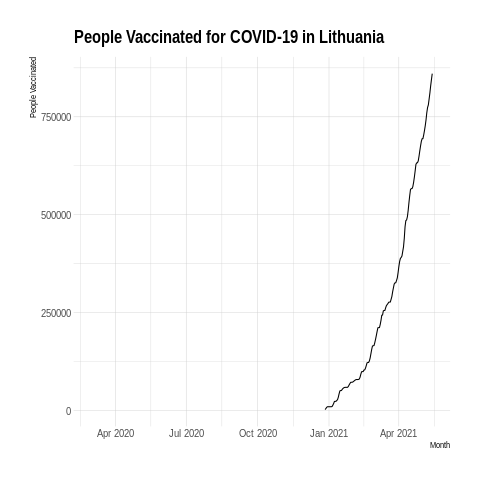 People Vaccinated for COVID-19 in Lithuania
People Vaccinated
750000
500000
250000
0
Apr 2020 Jul 2020 Oct 2020 Jan 2021 Apr 2021
Month